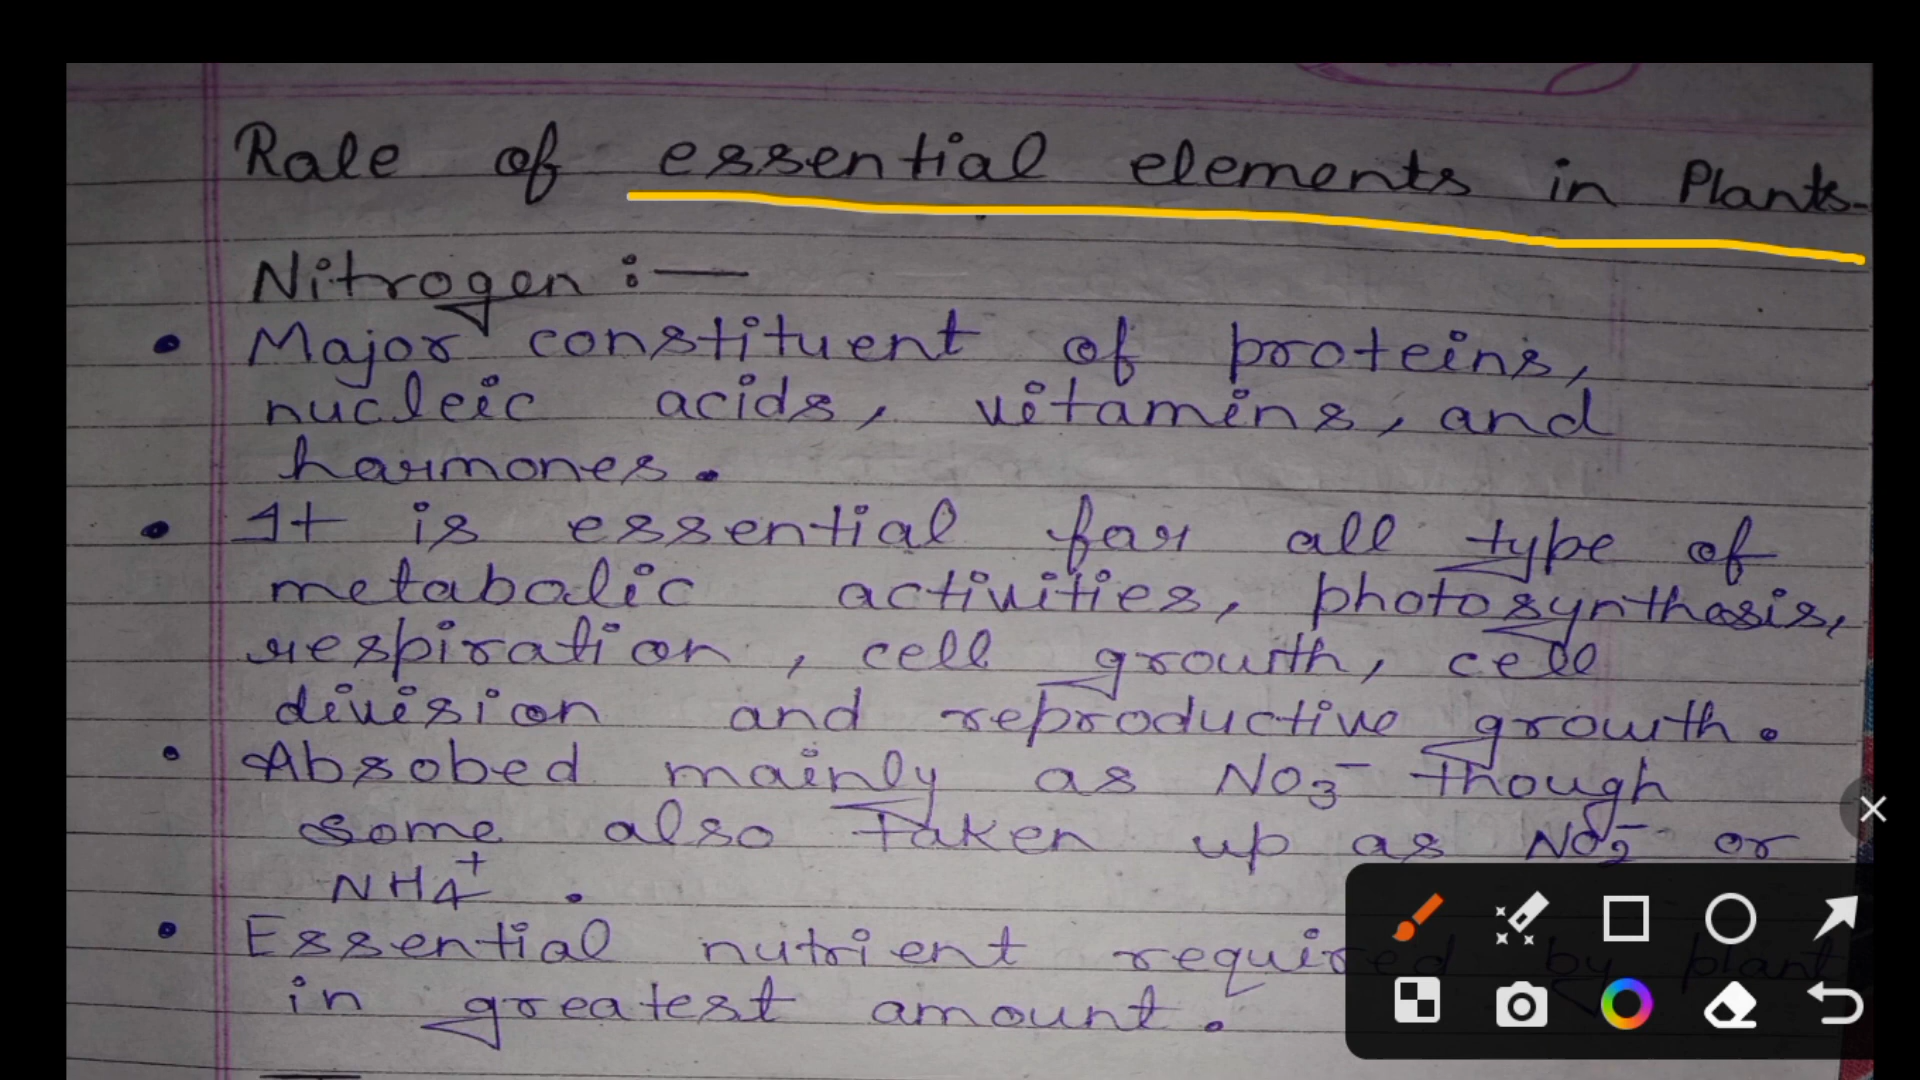 Role of essential elements in Plants-
Nitrogen :—
• Major constituent of proteins,
nucleic acids, vitamins, and
harmones.
• It is essential for all type of
metabolic activities, photosynthesis,
respiration, cell growth, cell
division and reproductive growth.
• Absobed mainly as NO3⁻ though
some also taken up as NO2⁻ or
NH4⁺ .
• Essential nutrient required by plant
in greatest amount.